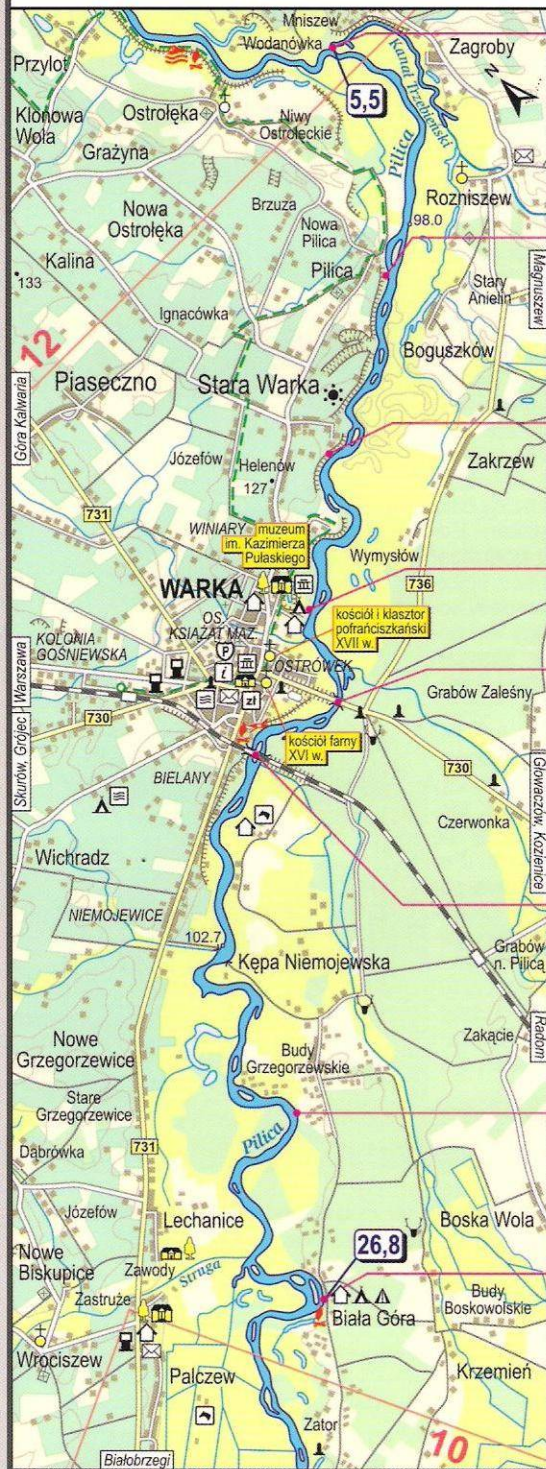 Mniszew
Wodanówka
Zagroby
Przylot
5,5
Kanał Trzebieński
N
Ostrołęka
Klonowa
Wola
Niwy
Ostrołęckie
Grażyna
Pilica
Rozniszew
Brzuza
Nowa
Ostrołęka
98.0
Nowa
Pilica
Kalina
Pilica
Stary
Anielin
Magnuszew
133
Ignacówka
12
Boguszków
Piaseczno
Stara Warka
Góra Kalwaria
Józefów
Helenów
127
Zakrzew
731
WINIARY
muzeum
im. Kazimierza
Pułaskiego
Wymysłów
WARKA
736
OS.
KSIĄŻĄT MAZ.
kościół i klasztor
pofrańciszkański
XVII w.
KOLONIA
GOŚNIEWSKA
P
i
OSTRÓWEK
Skurów, Grójec
Warszawa
zł
Grabów Zaleśny
730
kościół farny
XVI w.
730
BIELANY
Głowaczów, Kozienice
Czerwonka
Wichradz
NIEMOJEWICE
102.7
Grabów
n. Pilicą
Kępa Niemojewska
Radom
Zakącie
Nowe
Grzegorzewice
Budy
Grzegorzewskie
Stare
Grzegorzewice
Pilica
731
Dąbrówka
Józefów
Lechanice
Boska Wola
26,8
Nowe
Biskupice
Zawody
Struga
Zastruże
Biała Góra
Budy
Boskowolskie
Wrociszew
Palczew
Krzemień
Zator
10
Białobrzegi